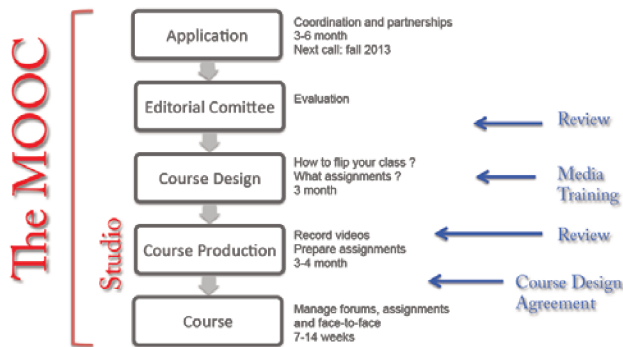 The MOOC
Studio
Application
Coordination and partnerships
3-6 month
Next call: fall 2013
Editorial Comittee
Evaluation
Review
Course Design
How to flip your class ?
What assignments ?
3 month
Media
Training
Course Production
Record videos
Prepare assignments
3-4 month
Review
Course Design
Agreement
Course
Manage forums, assignments
and face-to-face
7-14 weeks